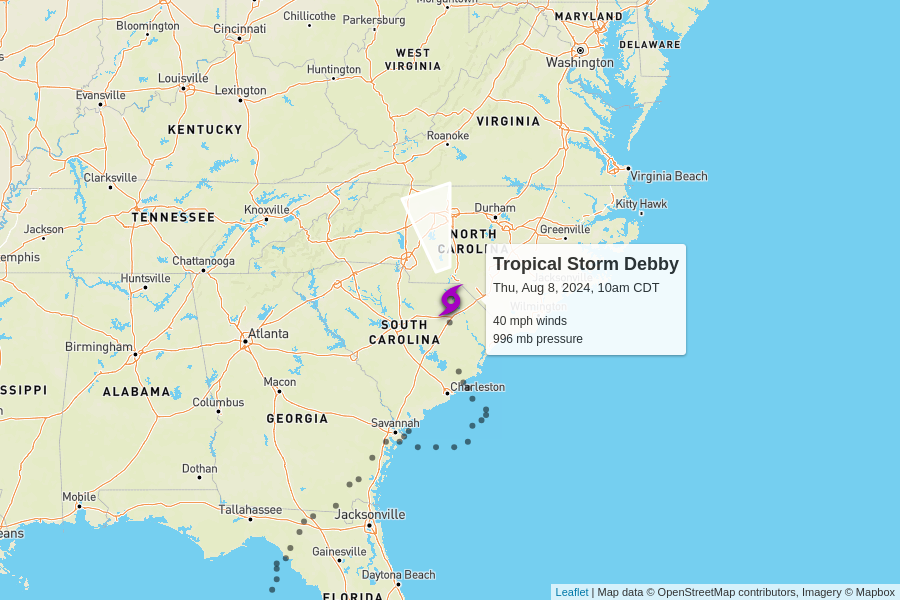 Morgantown
Chillicothe
Bloomington
Cincinnati
Parkersburg
MARYLAND
DELAWARE
WEST
VIRGINIA
Washington
Huntington
Louisville
Lexington
Evansville
KENTUCKY
VIRGINIA
Roanoke
Clarksville
Virginia Beach
Knoxville
Durham
Kitty Hawk
TENNESSEE
Jackson
Greenville
NORTH
CAROLINA
Chattanooga
emphis
Huntsville
Tropical Storm Debby
Thu, Aug 8, 2024, 10am CDT
40 mph winds
996 mb pressure
Jacksonville
Wilmington
SOUTH
CAROLINA
Atlanta
Birmingham
Macon
Charleston
SSIPPI
ALABAMA
Columbus
GEORGIA
Savannah
Dothan
Mobile
Tallahassee
Jacksonville
eans
Gainesville
Daytona Beach
FLORIDA
Leaflet | Map data © OpenStreetMap contributors, Imagery © Mapbox